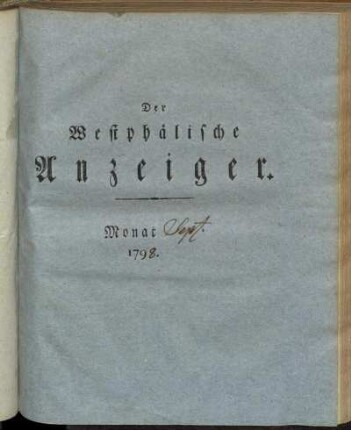 Der
Westphälische
Anzeiger.
Monat Sept.
1798.